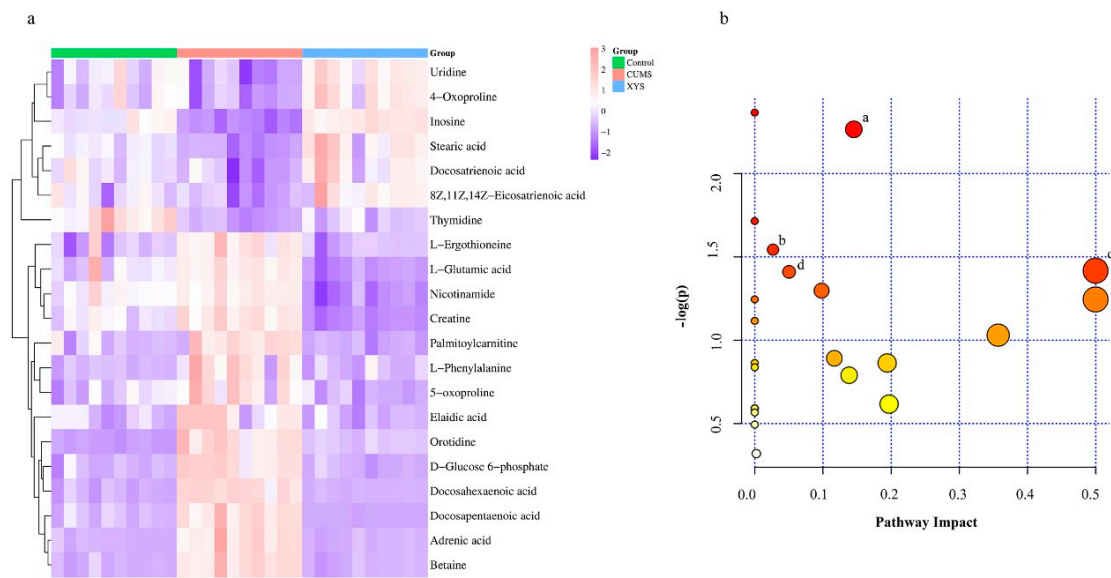 a
b
Group
Uridine
4-Oxoproline
Inosine
Stearic acid
Docosatrienoic acid
8Z,11Z,14Z-Eicosatrienoic acid
Thymidine
L-Ergothioneine
L-Glutamic acid
Nicotinamide
Creatine
Palmitoylcarnitine
L-Phenylalanine
5-oxoproline
Elaidic acid
Orotidine
D-Glucose 6-phosphate
Docosahexaenoic acid
Docosapentaenoic acid
Adrenic acid
Betaine
3
2
1
0
-1
-2
Group
Control
CUMS
XYS
-log(p)
2.0
1.5
1.0
0.5
a
b
d
c
0.0 0.1 0.2 0.3 0.4 0.5
Pathway Impact